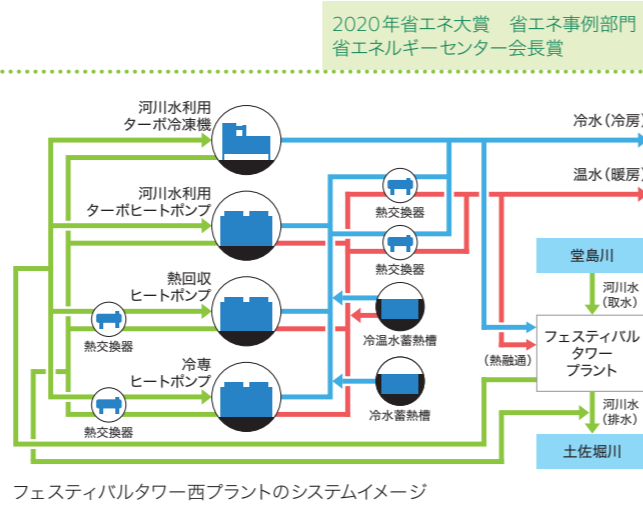 2020年省エネ大賞　省エネ事例部門
省エネルギーセンター会長賞
河川水利用
ターボ冷凍機
冷水（冷房）
河川水利用
ターボヒートポンプ
温水（暖房）
熱交換器
熱交換器
堂島川
熱回収
ヒートポンプ
河川水
（取水）
熱交換器
冷温水蓄熱槽
フェスティバル
タワー
プラント
（熱融通）
冷専
ヒートポンプ
熱交換器
冷水蓄熱槽
河川水
（排水）
土佐堀川
フェスティバルタワー西プラントのシステムイメージ